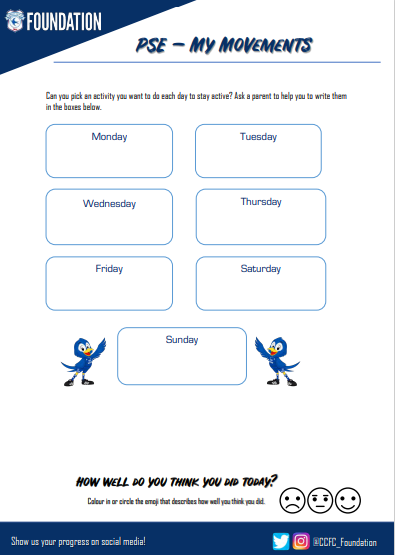 FOUNDATION
PSE – MY MOVEMENTS
Can you pick an activity you want to do each day to stay active? Ask a parent to help you to write them
in the boxes below.
Monday
Tuesday
Wednesday
Thursday
Friday
Saturday
Sunday
HOW WELL DO YOU THINK YOU DID TODAY?
Colour in or circle the emoji that describes how well you think you did.
Show us your progress on social media!
@CCFC_Foundation